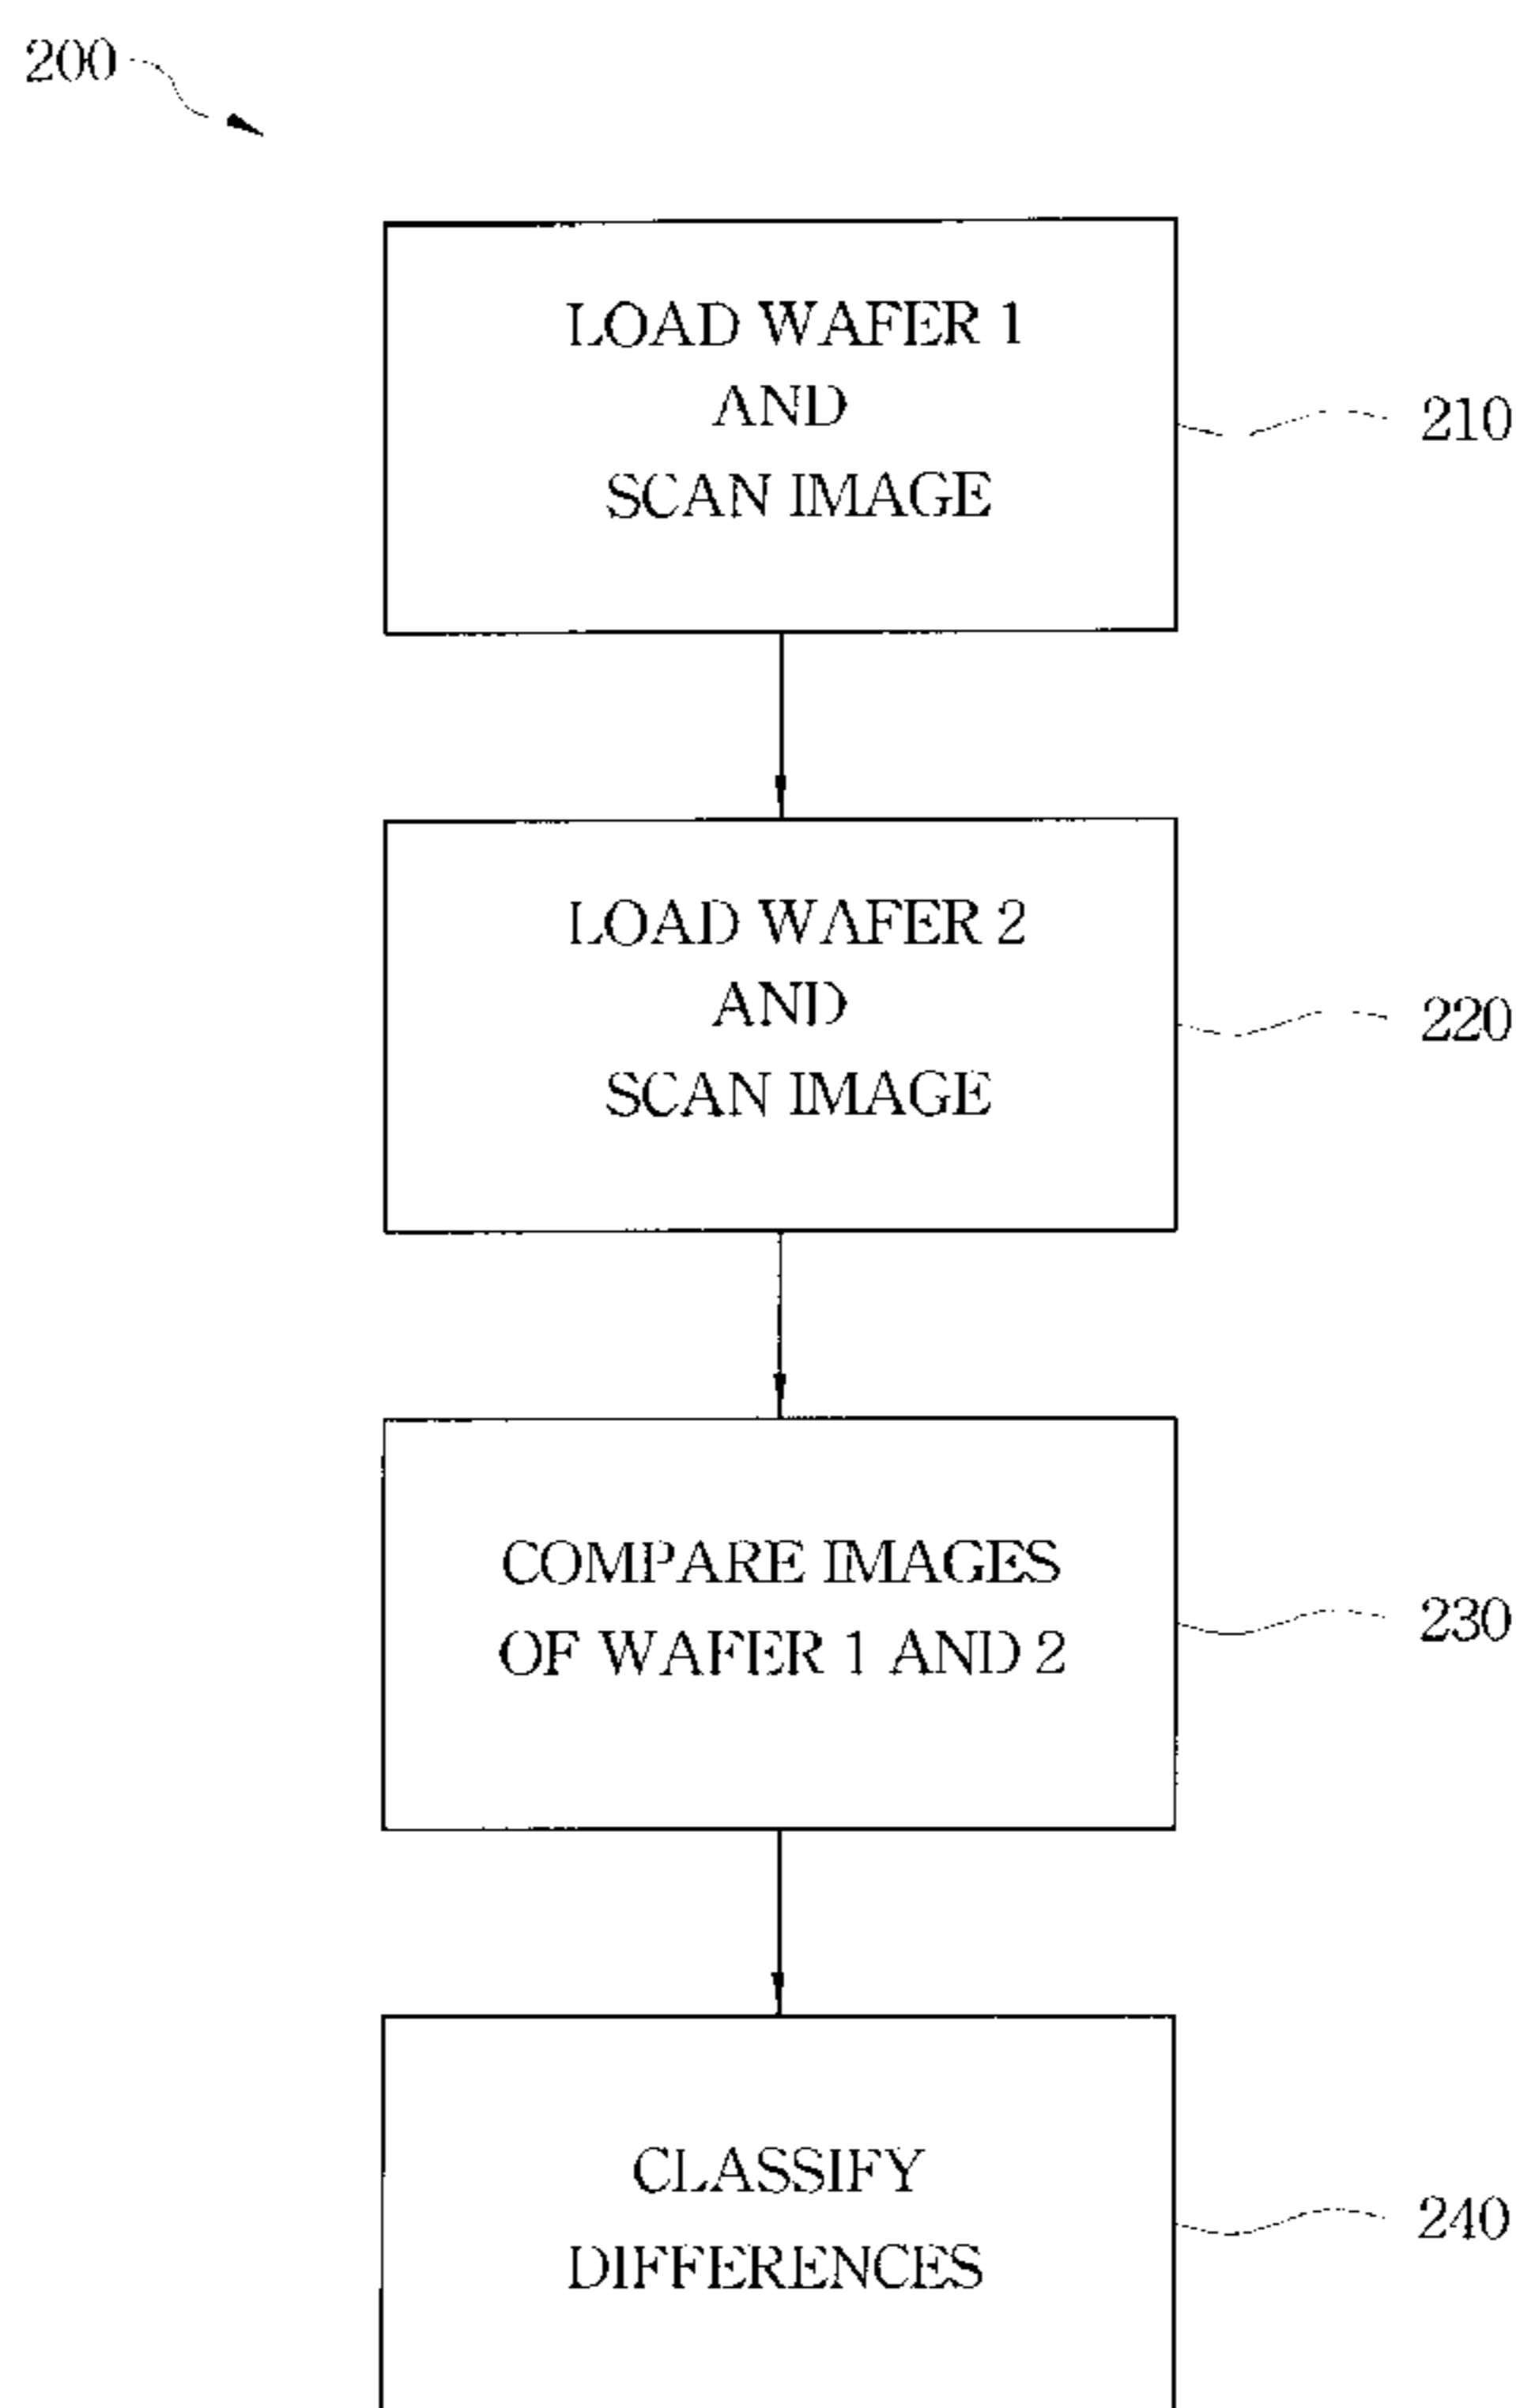 200
LOAD WAFER 1
AND
SCAN IMAGE
210
LOAD WAFER 2
AND
SCAN IMAGE
220
COMPARE IMAGES
OF WAFER 1 AND 2
230
CLASSIFY
DIFFERENCES
240